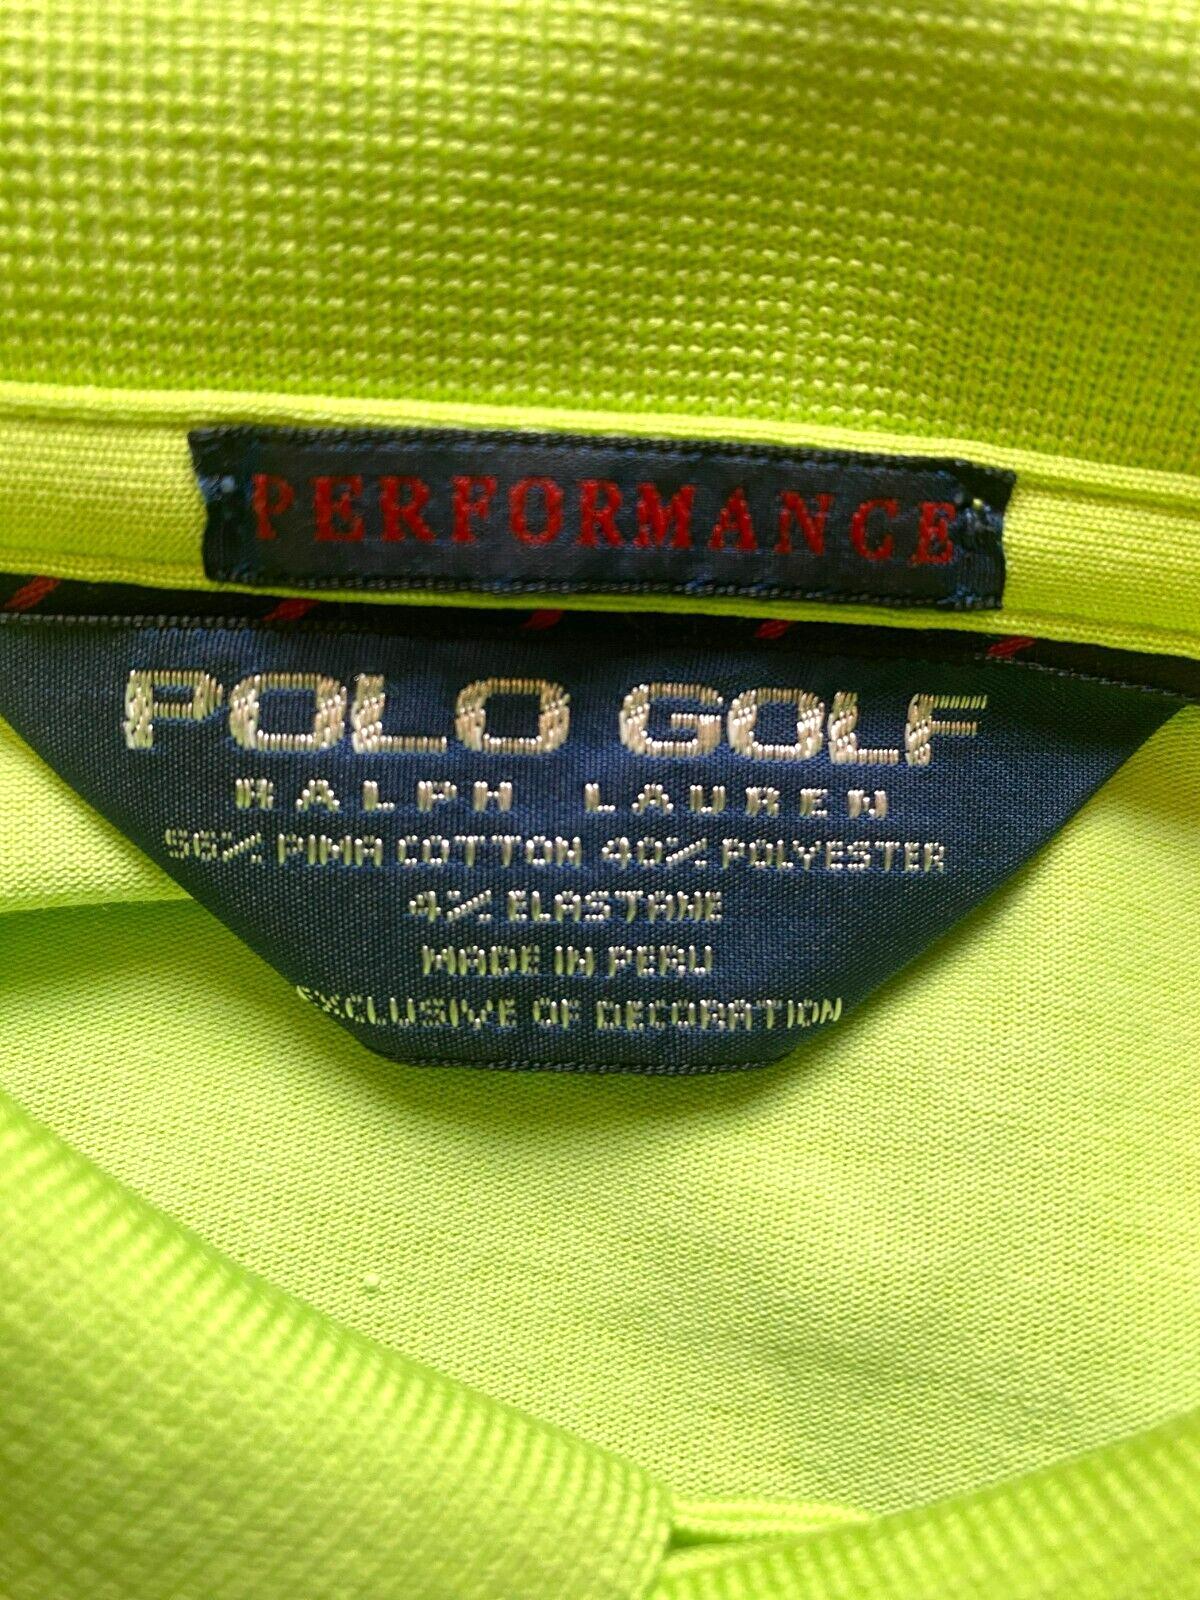 PERFORMANCE
POLO GOLF
RALPH LAUREN
56% PIMA COTTON 40% POLYESTER
4% ELASTANE
MADE IN PERU
EXCLUSIVE OF DECORATION